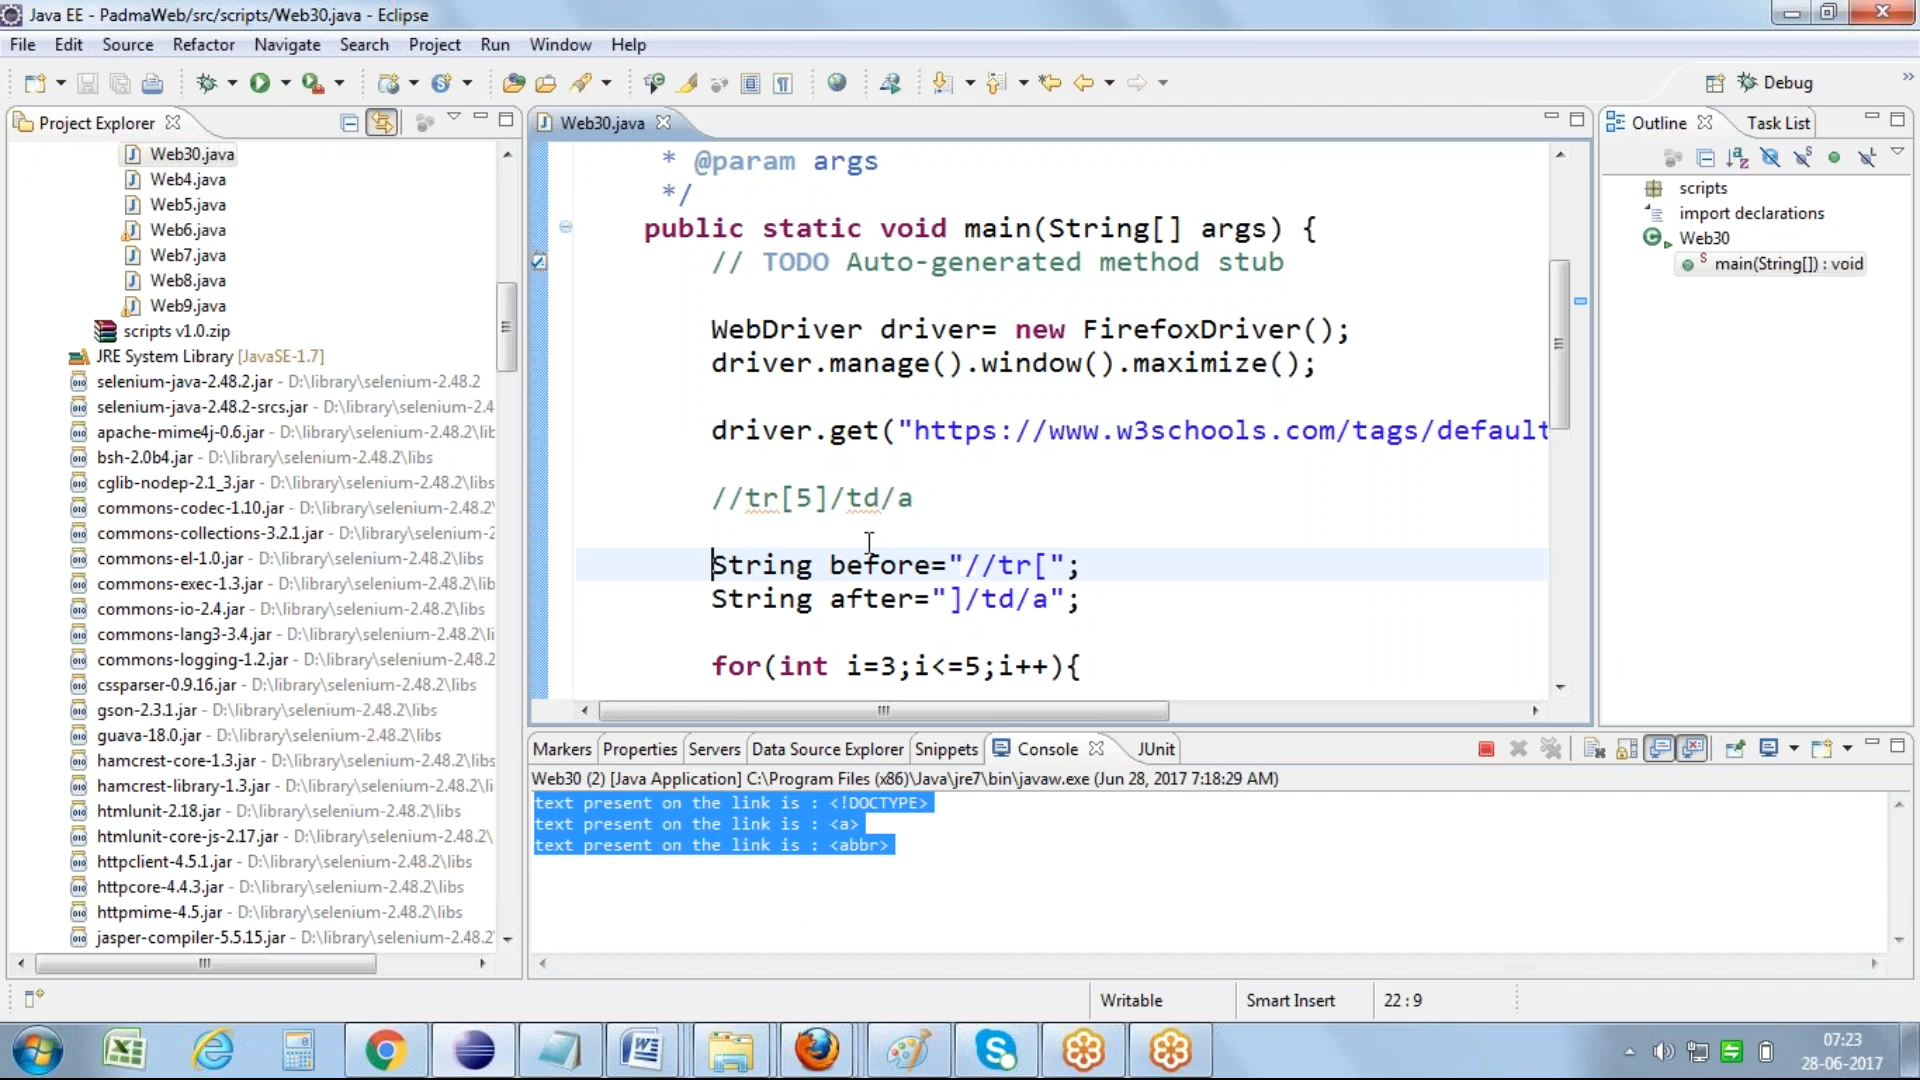 Java EE - PadmaWeb/src/scripts/Web30.java - Eclipse
File Edit Source Refactor Navigate Search Project Run Window Help
Debug
Project Explorer
Web30.java
Web4.java
Web5.java
Web6.java
Web7.java
Web8.java
Web9.java
scripts v1.0.zip
JRE System Library [JavaSE-1.7]
selenium-java-2.48.2.jar - D:\library\selenium-2.48.2
selenium-java-2.48.2-srcs.jar - D:\library\selenium-2.4
apache-mime4j-0.6.jar - D:\library\selenium-2.48.2\lib
bsh-2.0b4.jar - D:\library\selenium-2.48.2\libs
cglib-nodep-2.1_3.jar - D:\library\selenium-2.48.2\libs
commons-codec-1.10.jar - D:\library\selenium-2.48.2\
commons-collections-3.2.1.jar - D:\library\selenium-2
commons-el-1.0.jar - D:\library\selenium-2.48.2\libs
commons-exec-1.3.jar - D:\library\selenium-2.48.2\libs
commons-io-2.4.jar - D:\library\selenium-2.48.2\libs
commons-lang3-3.4.jar - D:\library\selenium-2.48.2\li
commons-logging-1.2.jar - D:\library\selenium-2.48.2
cssparser-0.9.16.jar - D:\library\selenium-2.48.2\libs
gson-2.3.1.jar - D:\library\selenium-2.48.2\libs
guava-18.0.jar - D:\library\selenium-2.48.2\libs
hamcrest-core-1.3.jar - D:\library\selenium-2.48.2\libs
hamcrest-library-1.3.jar - D:\library\selenium-2.48.2\li
htmlunit-2.18.jar - D:\library\selenium-2.48.2\libs
htmlunit-core-js-2.17.jar - D:\library\selenium-2.48.2\
httpclient-4.5.1.jar - D:\library\selenium-2.48.2\libs
httpcore-4.4.3.jar - D:\library\selenium-2.48.2\libs
httpmime-4.5.jar - D:\library\selenium-2.48.2\libs
jasper-compiler-5.5.15.jar - D:\library\selenium-2.48.2
Web30.java
* @param args
*/
public static void main(String[] args) {
// TODO Auto-generated method stub
WebDriver driver= new FirefoxDriver();
driver.manage().window().maximize();
driver.get("https://www.w3schools.com/tags/default
//tr[5]/td/a
String before="//tr[";
String after="]/td/a";
for(int i=3;i<=5;i++){
Outline Task List
scripts
import declarations
Web30
main(String[]) : void
Markers Properties Servers Data Source Explorer Snippets Console JUnit
Web30 (2) [Java Application] C:\Program Files (x86)\Java\jre7\bin\javaw.exe (Jun 28, 2017 7:18:29 AM)
text present on the link is : <!DOCTYPE>
text present on the link is : <a>
text present on the link is : <abbr>
Writable Smart Insert 22 : 9
07:23
28-06-2017